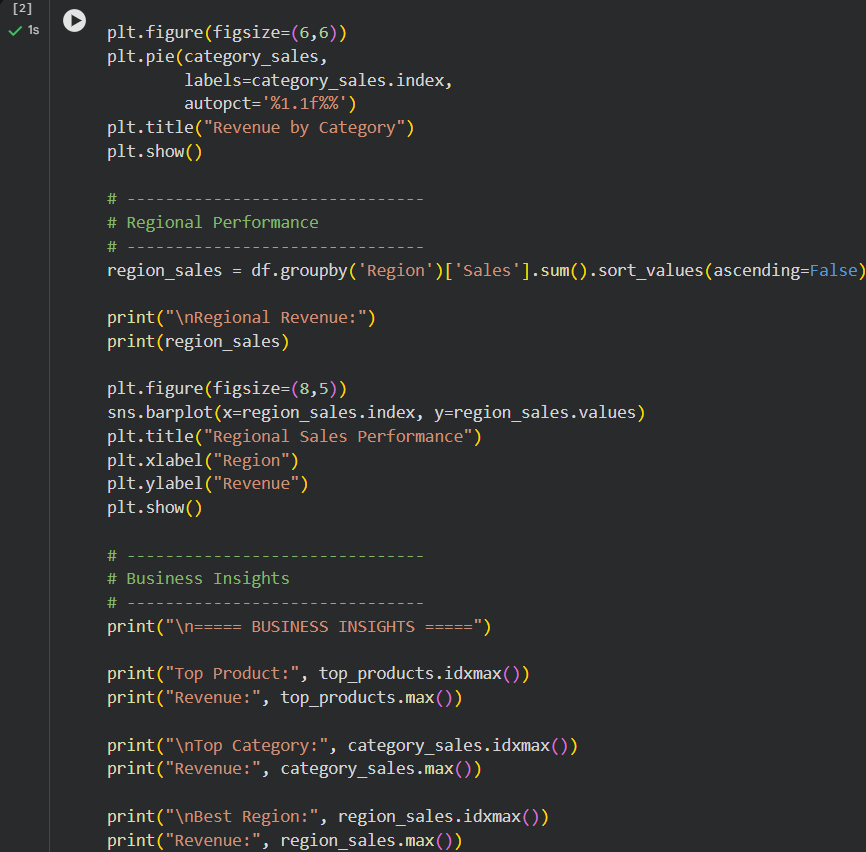 [2]
1s
plt.figure(figsize=(6,6))
plt.pie(category_sales,
        labels=category_sales.index,
        autopct='%1.1f%%')
plt.title("Revenue by Category")
plt.show()

# -------------------------------
# Regional Performance
# -------------------------------
region_sales = df.groupby('Region')['Sales'].sum().sort_values(ascending=False)

print("\nRegional Revenue:")
print(region_sales)

plt.figure(figsize=(8,5))
sns.barplot(x=region_sales.index, y=region_sales.values)
plt.title("Regional Sales Performance")
plt.xlabel("Region")
plt.ylabel("Revenue")
plt.show()

# -------------------------------
# Business Insights
# -------------------------------
print("\n===== BUSINESS INSIGHTS =====")

print("Top Product:", top_products.idxmax())
print("Revenue:", top_products.max())

print("\nTop Category:", category_sales.idxmax())
print("Revenue:", category_sales.max())

print("\nBest Region:", region_sales.idxmax())
print("Revenue:", region_sales.max())